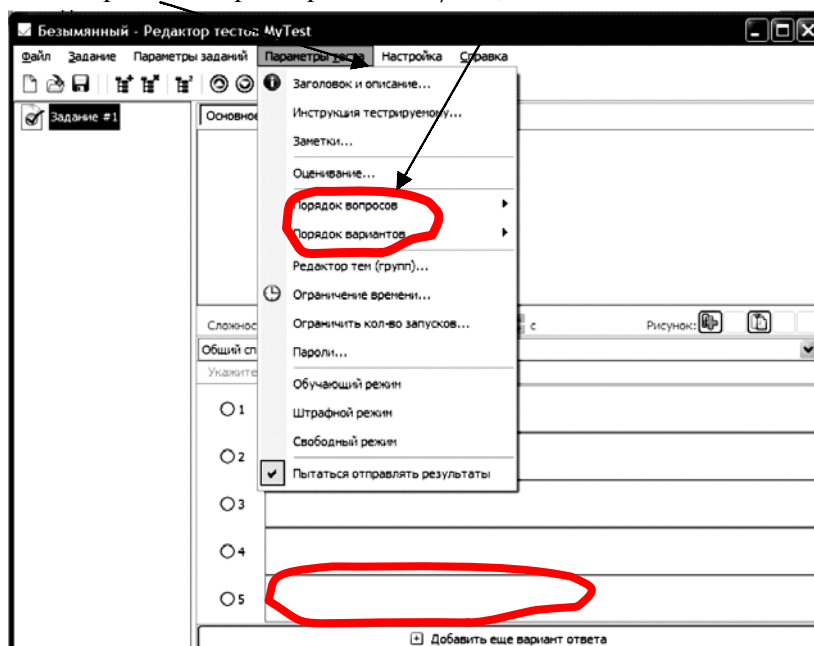 Безымянный - Редактор тестов MyTest
Файл Задание Параметры заданий Параметры теста Настройка Справка
Задание #1
Основное
Заголовок и описание...
Инструкция тестрируемому...
Заметки...
Оценивание...
Порядок вопросов
Порядок вариантов
Редактор тем (групп)...
Ограничение времени...
Ограничить кол-во запусков...
Пароли...
Обучающий режим
Штрафной режим
Свободный режим
Пытаться отправлять результаты
Сложнос с Рисунок:
Общий сп
Укажите
1
2
3
4
5
Добавить еще вариант ответа